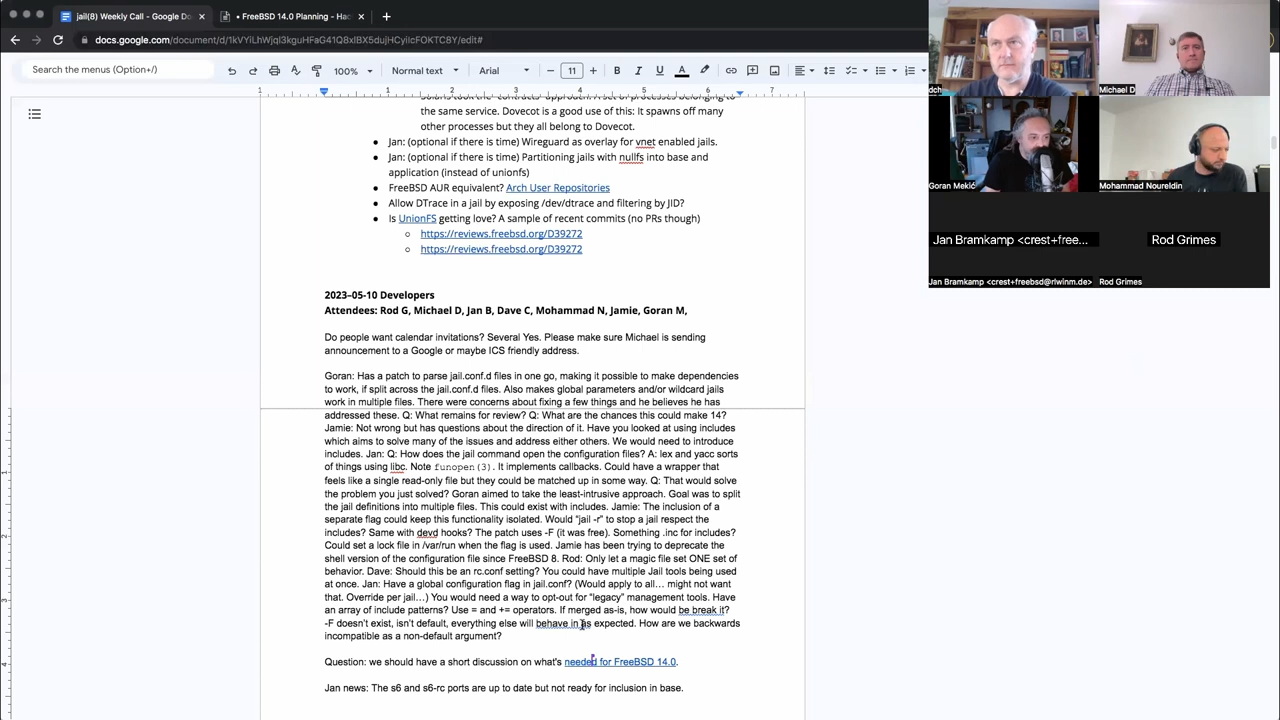 jail(8) Weekly Call - Google Do
• FreeBSD 14.0 Planning - Hac
docs.google.com/document/d/1kVYiLhWjqI3kguHFaG41Q8xIBX5dujHCyiIcFOKTC8Y/edit#
Search the menus (Option+/)
100%
Normal text
Arial
11
the same service. Dovecot is a good use of this: It spawns off many
other processes but they all belong to Dovecot.
Jan: (optional if there is time) Wireguard as overlay for vnet enabled jails.
Jan: (optional if there is time) Partitioning jails with nullfs into base and
application (instead of unionfs)
FreeBSD AUR equivalent? Arch User Repositories
Allow DTrace in a jail by exposing /dev/dtrace and filtering by JID?
Is UnionFS getting love? A sample of recent commits (no PRs though)
https://reviews.freebsd.org/D39272
https://reviews.freebsd.org/D39272
2023–05-10 Developers
Attendees: Rod G, Michael D, Jan B, Dave C, Mohammad N, Jamie, Goran M,
Do people want calendar invitations? Several Yes. Please make sure Michael is sending
announcement to a Google or maybe ICS friendly address.
Goran: Has a patch to parse jail.conf.d files in one go, making it possible to make dependencies
to work, if split across the jail.conf.d files. Also makes global parameters and/or wildcard jails
work in multiple files. There were concerns about fixing a few things and he believes he has
addressed these. Q: What remains for review? Q: What are the chances this could make 14?
Jamie: Not wrong but has questions about the direction of it. Have you looked at using includes
which aims to solve many of the issues and address either others. We would need to introduce
includes. Jan: Q: How does the jail command open the configuration files? A: lex and yacc sorts
of things using libc. Note funopen(3). It implements callbacks. Could have a wrapper that
feels like a single read-only file but they could be matched up in some way. Q: That would solve
the problem you just solved? Goran aimed to take the least-intrusive approach. Goal was to split
the jail definitions into multiple files. This could exist with includes. Jamie: The inclusion of a
separate flag could keep this functionality isolated. Would “jail -r” to stop a jail respect the
includes? Same with devd hooks? The patch uses -F (it was free). Something .inc for includes?
Could set a lock file in /var/run when the flag is used. Jamie has been trying to deprecate the
shell version of the configuration file since FreeBSD 8. Rod: Only let a magic file set ONE set of
behavior. Dave: Should this be an rc.conf setting? You could have multiple Jail tools being used
at once. Jan: Have a global configuration flag in jail.conf? (Would apply to all… might not want
that. Override per jail…) You would need a way to opt-out for “legacy” management tools. Have
an array of include patterns? Use = and += operators. If merged as-is, how would be break it?
-F doesn’t exist, isn’t default, everything else will behave in as expected. How are we backwards
incompatible as a non-default argument?
Question: we should have a short discussion on what's needed for FreeBSD 14.0.
Jan news: The s6 and s6-rc ports are up to date but not ready for inclusion in base.
dch
Michael D
Goran Mekić
Mohammad Noureldin
Jan Bramkamp <crest+free...
Rod Grimes
Jan Bramkamp <crest+freebsd@rlwinm.de>
Rod Grimes